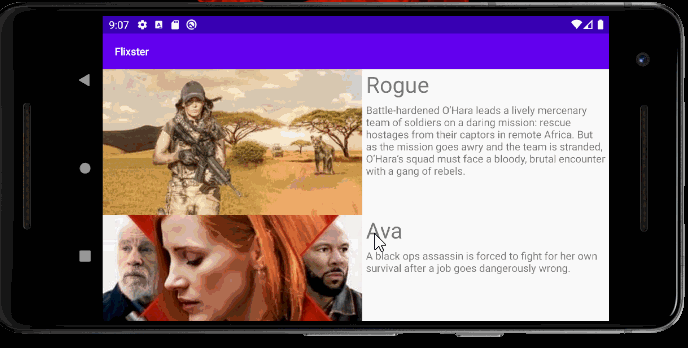 9:07
Flixster
Rogue
Battle-hardened O'Hara leads a lively mercenary
team of soldiers on a daring mission: rescue
hostages from their captors in remote Africa. But
as the mission goes awry and the team is stranded,
O'Hara's squad must face a bloody, brutal encounter
with a gang of rebels.
Ava
A black ops assassin is forced to fight for her own
survival after a job goes dangerously wrong.